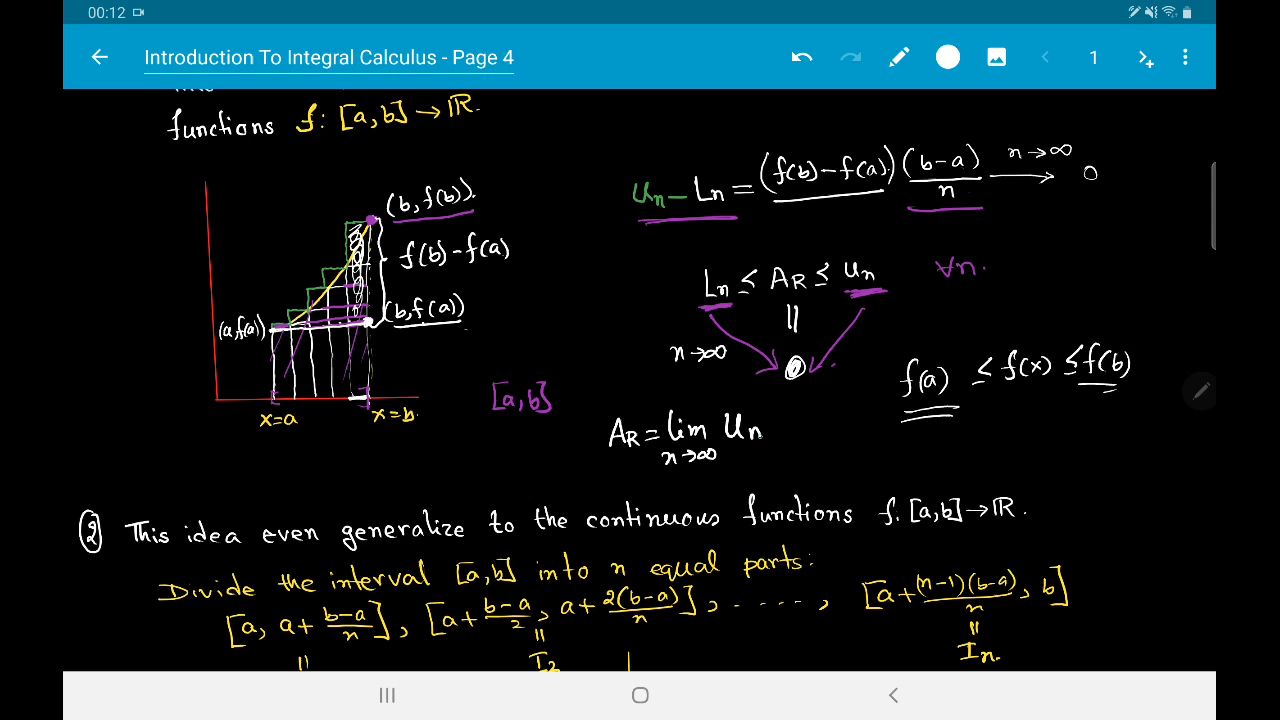 00:12
Introduction To Integral Calculus - Page 4
1
functions f: [a,b] → ℝ.
Un − Ln = (f(b) − f(a)) (b-a)/n n→∞ → 0
(b, f(b)).
f(b) − f(a)
(b, f(a))
(a, f(a))
x=a
x=b.
[a,b]
Ln ≤ AR ≤ Un ∀n.
||
n→∞
f(a) ≤ f(x) ≤ f(b)
AR = lim n→∞ Un
② This idea even generalize to the continuous functions f: [a,b] → ℝ.
Divide the interval [a,b] into n equal parts:
[a, a + (b-a)/n], [a + (b-a)/2, a + 2(b-a)/n], ....., [a + (n-1)(b-a)/n, b]
|| || ||
I2 In.